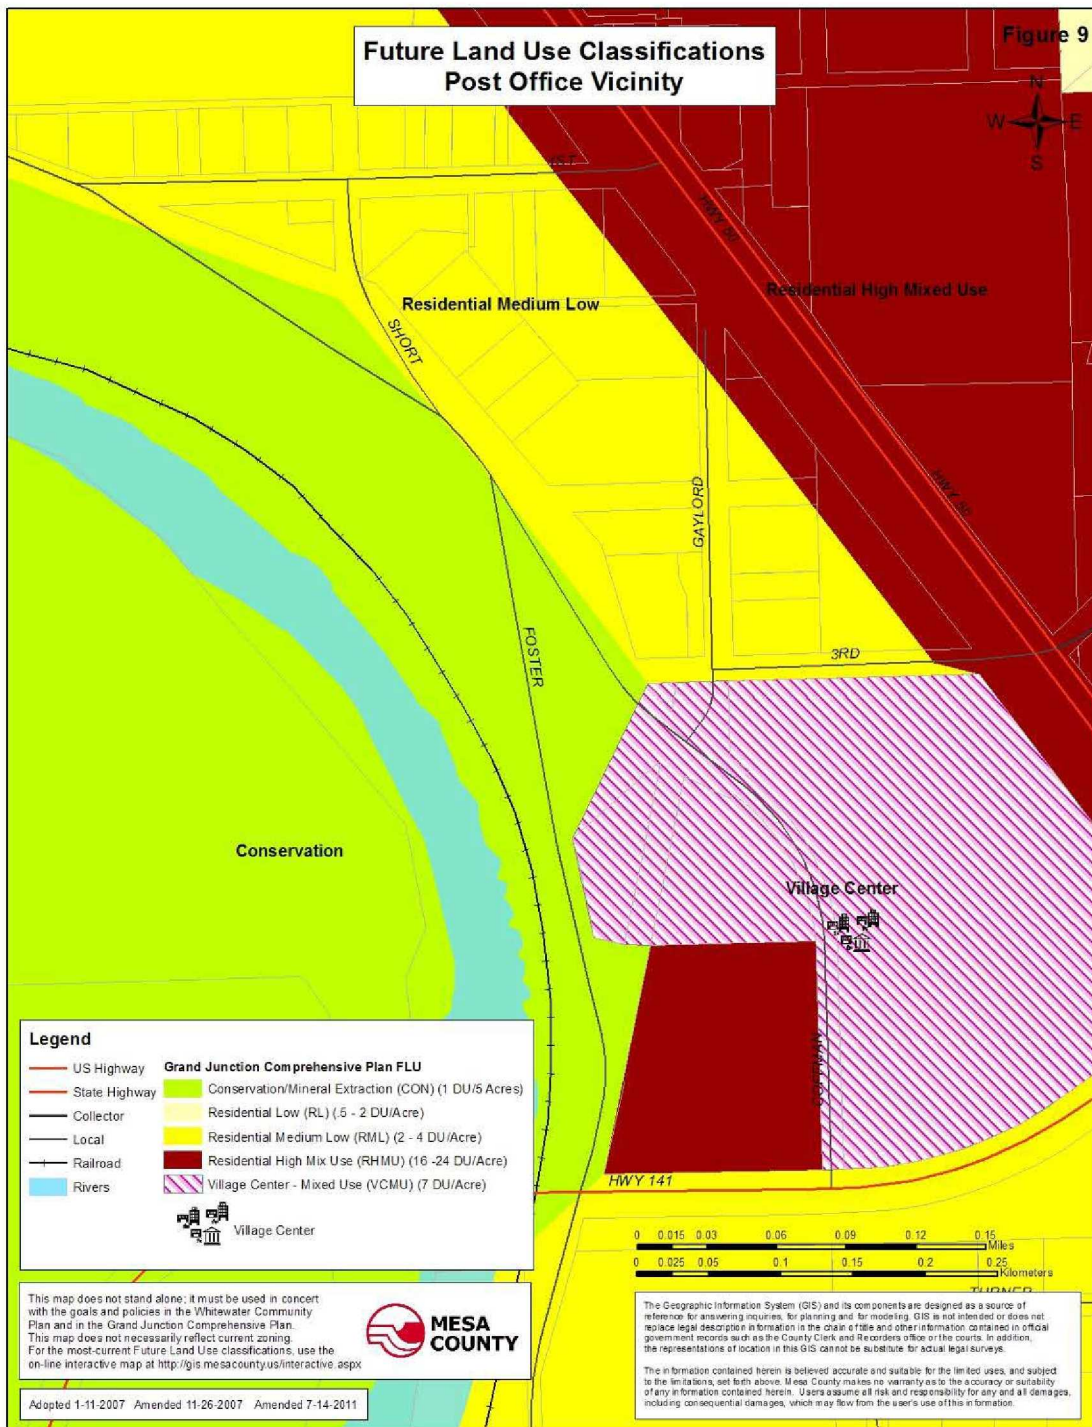 Figure 9
Future Land Use Classifications
Post Office Vicinity
N
W E
S
1ST
HWY 50
Residential High Mixed Use
Residential Medium Low
SHORT
HWY 50
GAYLORD
FOSTER
3RD
Conservation
Village Center
COFFMAN
HWY 141
Legend
US Highway
State Highway
Collector
Local
Railroad
Rivers
Grand Junction Comprehensive Plan FLU
Conservation/Mineral Extraction (CON) (1 DU/5 Acres)
Residential Low (RL) (.5 - 2 DU/Acre)
Residential Medium Low (RML) (2 - 4 DU/Acre)
Residential High Mix Use (RHMU) (16 -24 DU/Acre)
Village Center - Mixed Use (VCMU) (7 DU/Acre)
Village Center
0 0.015 0.03 0.06 0.09 0.12 0.15
Miles
0 0.025 0.05 0.1 0.15 0.2 0.25
Kilometers
TURNER
This map does not stand alone; it must be used in concert
with the goals and policies in the Whitewater Community
Plan and in the Grand Junction Comprehensive Plan.
This map does not necessarily reflect current zoning.
For the most-current Future Land Use classifications, use the
on-line interactive map at http://gis.mesacounty.us/interactive.aspx
MESA
COUNTY
Adopted 1-11-2007 Amended 11-26-2007 Amended 7-14-2011
The Geographic Information System (GIS) and its components are designed as a source of
reference for answering inquiries, for planning and for modeling. GIS is not intended or does not
replace legal description information in the chain of title and other information contained in official
government records such as the County Clerk and Recorders office or the courts. In addition,
the representations of location in this GIS cannot be substitute for actual legal surveys.
The information contained herein is believed accurate and suitable for the limited uses, and subject
to the limitations, set forth above. Mesa County makes no warranty as to the accuracy or suitability
of any information contained herein. Users assume all risk and responsibility for any and all damages,
including consequential damages, which may flow from the user's use of this information.